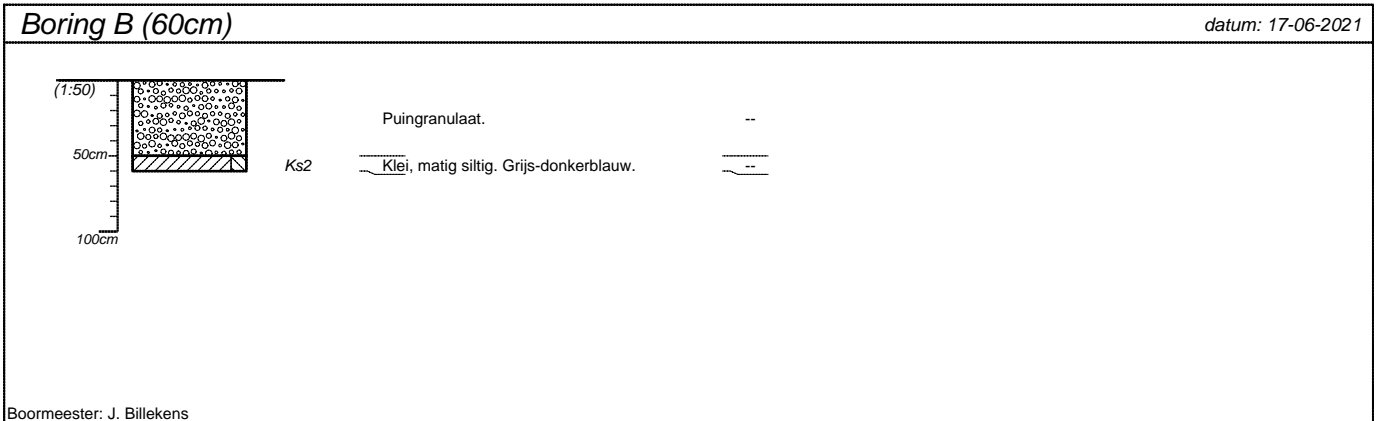 Boring B (60cm) datum: 17-06-2021
(1:50)
Puingranulaat. --
50cm
Ks2 Klei, matig siltig. Grijs-donkerblauw. --
100cm
Boormeester: J. Billekens